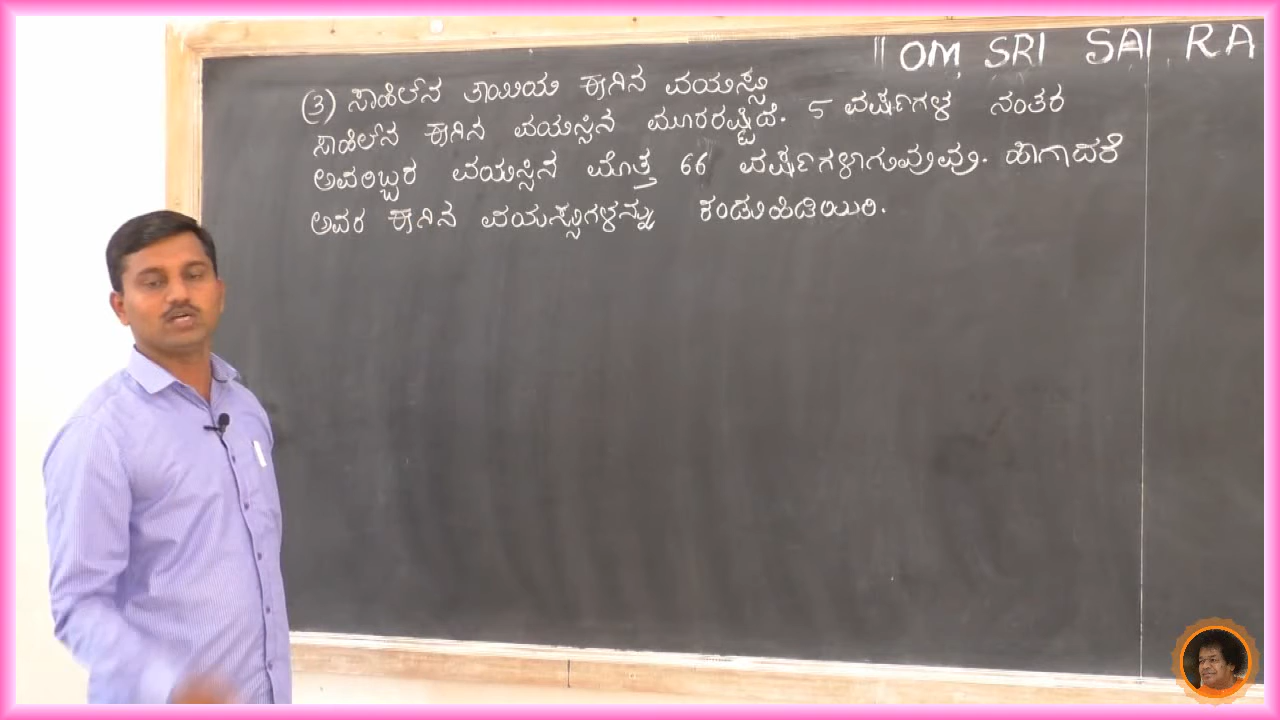 || OM SRI SAI RA
(3) ಸಾಹಿಲ್‌ನ ತಾಯಿಯ ಈಗಿನ ವಯಸ್ಸು
ಸಾಹಿಲ್‌ನ ಈಗಿನ ವಯಸ್ಸಿನ ಮೂರರಷ್ಟಿದೆ. 5 ವರ್ಷಗಳ ನಂತರ
ಅವರಿಬ್ಬರ ವಯಸ್ಸಿನ ಮೊತ್ತ 66 ವರ್ಷಗಳಾಗುವುವು. ಹಾಗಾದರೆ
ಅವರ ಈಗಿನ ವಯಸ್ಸುಗಳನ್ನು ಕಂಡುಹಿಡಿಯಿರಿ.